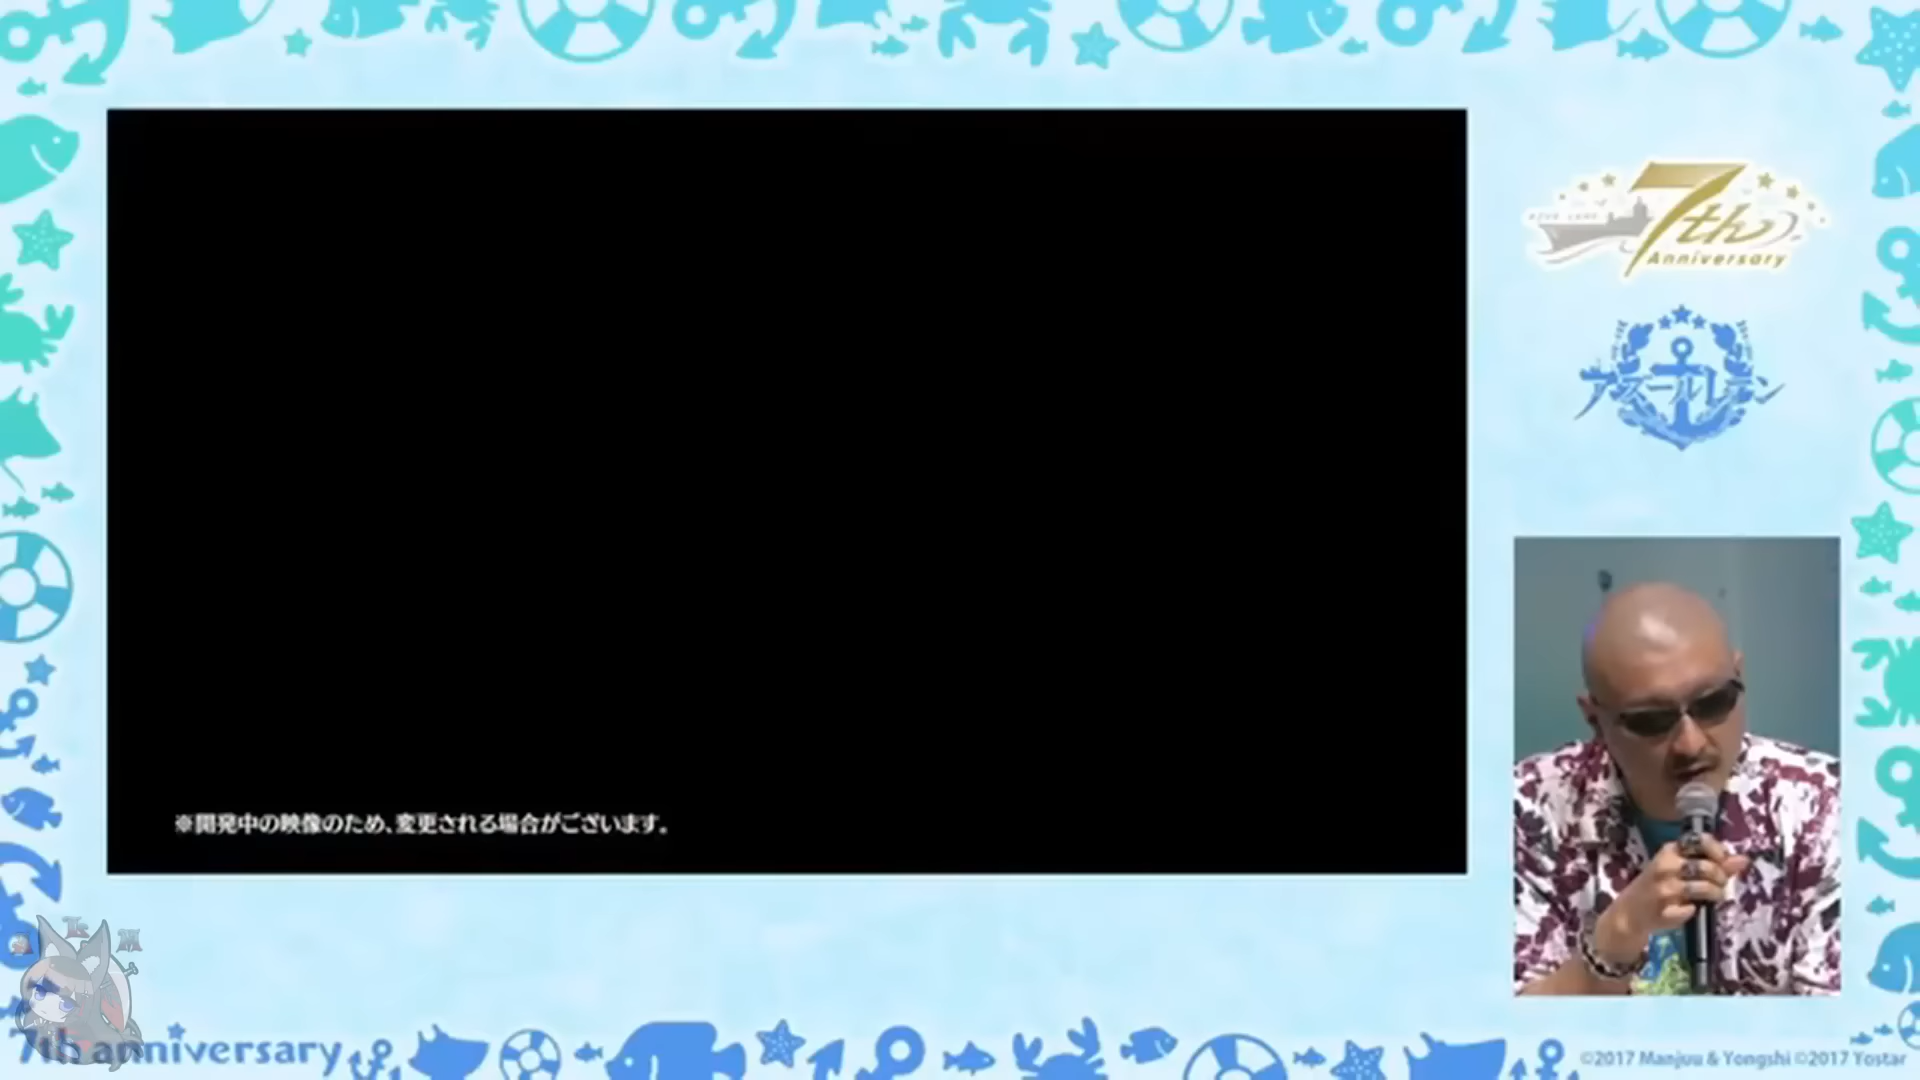 AZUR LANE
7th
Anniversary
アズールレーン
※開発中の映像のため、変更される場合がございます。
7th anniversary
©2017 Manjuu & Yongshi ©2017 Yostar